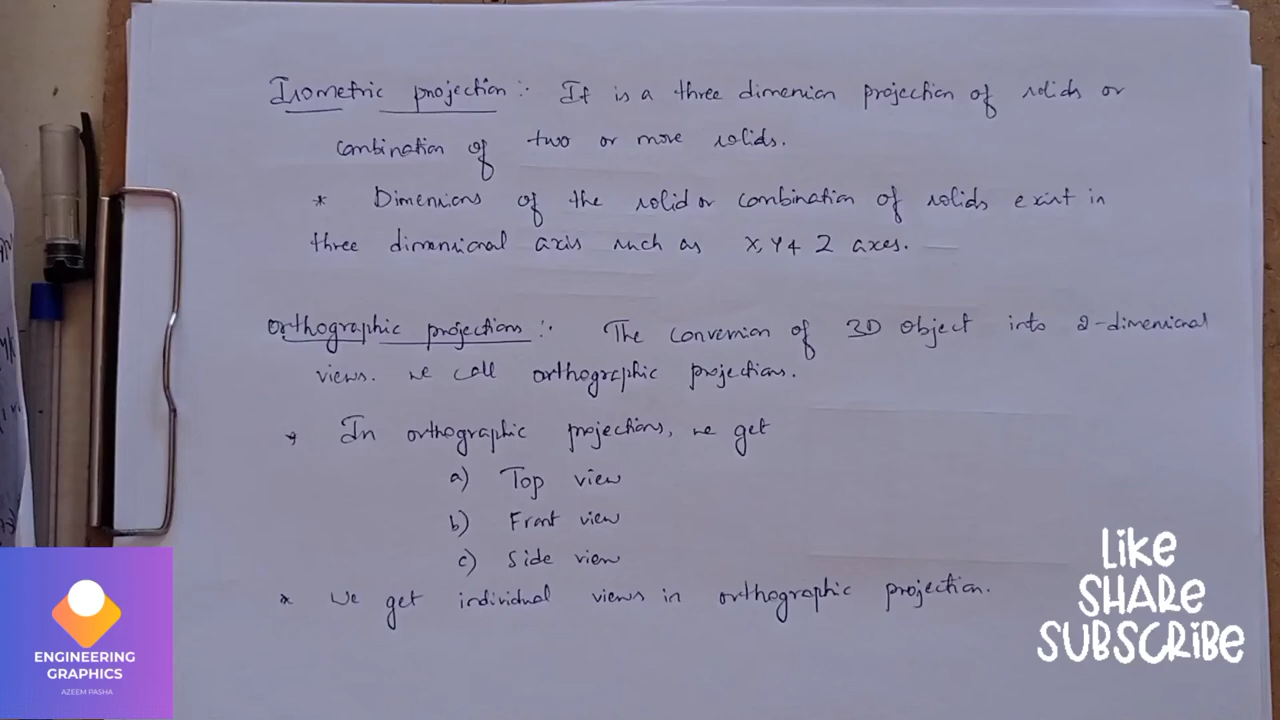 Isometric projection :- It is a three dimension projection of solids or
combination of two or more solids.
* Dimensions of the solid or combination of solids exist in
three dimensional axis such as X, Y & Z axes.
Orthographic projections :- The conversion of 3D Object into 2-dimensional
views. we call orthographic projections.
* In orthographic projections, we get
a) Top view
b) Front view
c) Side view
* We get individual views in orthographic projection.
LIKE
SHARE
SUBSCRIBE
ENGINEERING
GRAPHICS
AZEEM PASHA